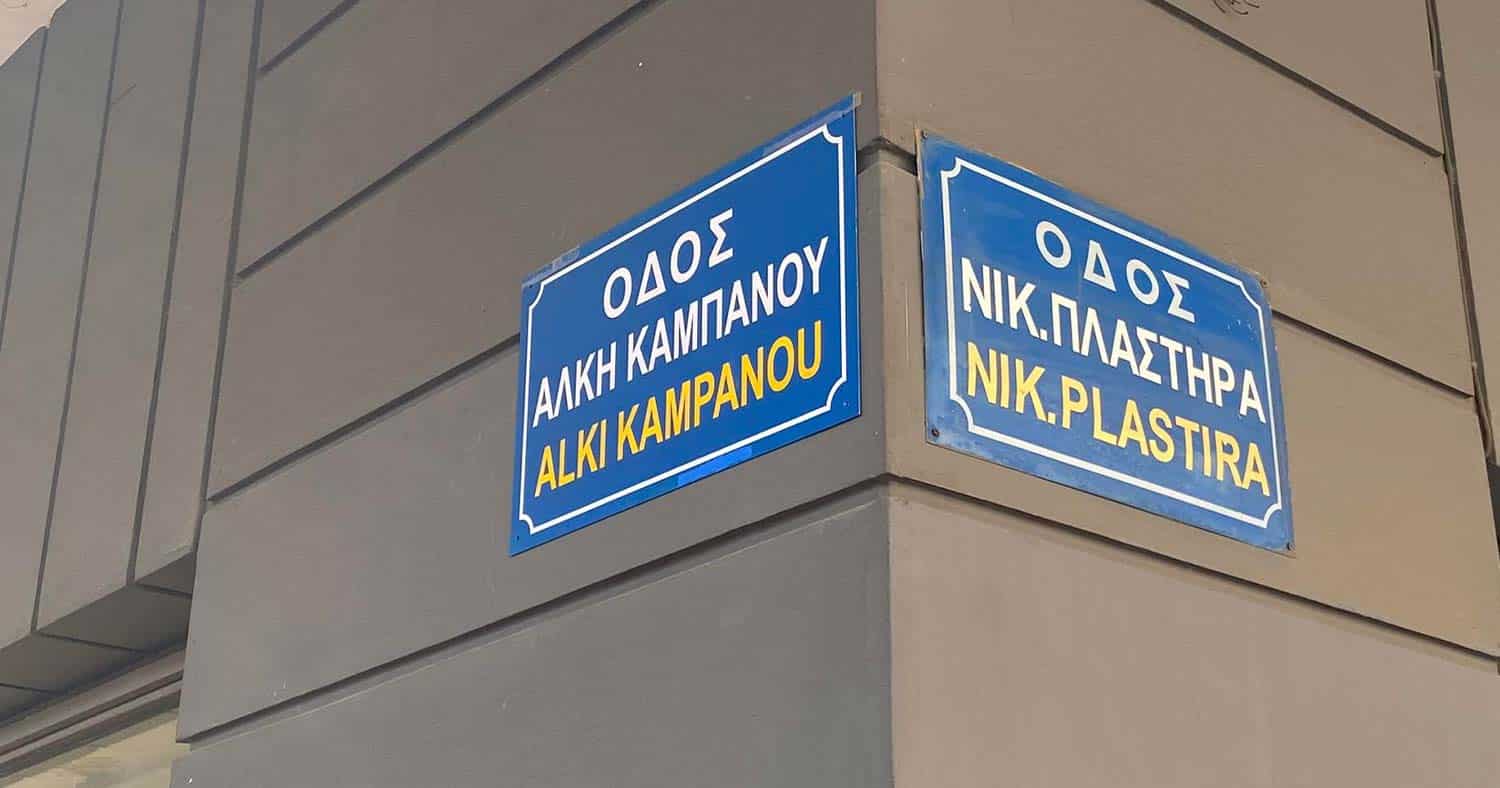 ΟΔΟΣ
ΑΛΚΗ ΚΑΜΠΑΝΟΥ
ALKI KAMPANOU
ΟΔΟΣ
ΝΙΚ.ΠΛΑΣΤΗΡΑ
NIK.PLASTIRA